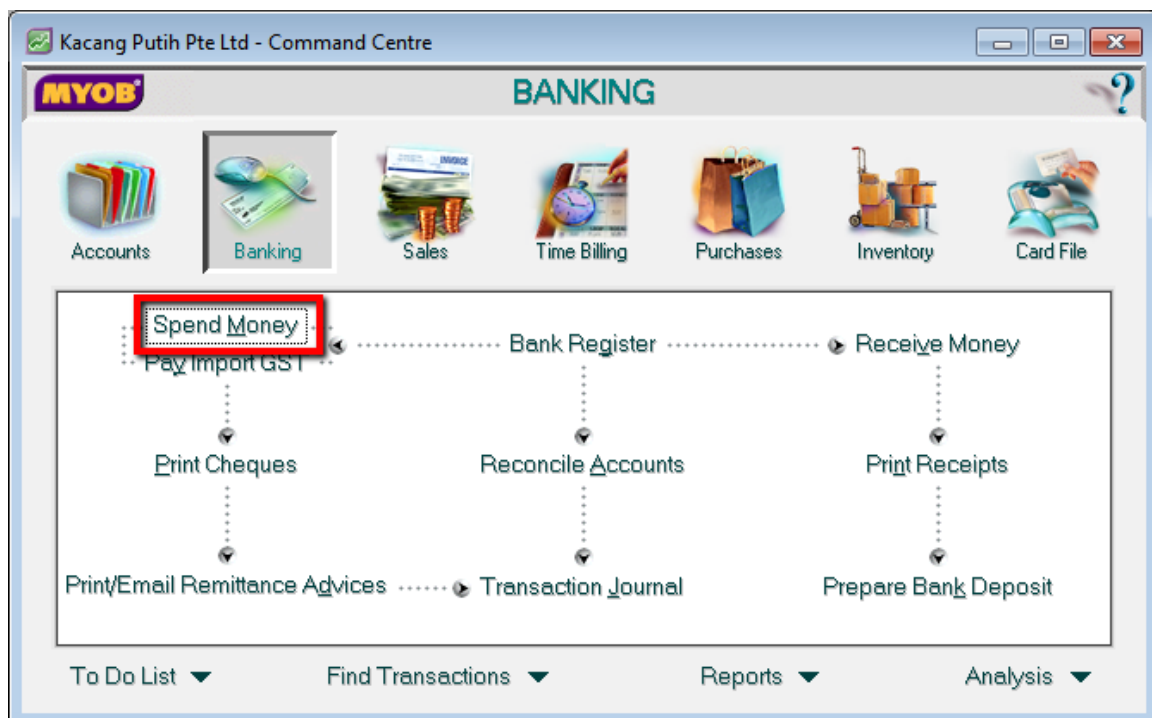 Kacang Putih Pte Ltd - Command Centre
MYOB
BANKING
?
INVOICE
Accounts
Banking
Sales
Time Billing
Purchases
Inventory
Card File
Spend Money
Pay Import GST
Bank Register
Receive Money
Print Cheques
Reconcile Accounts
Print Receipts
Print/Email Remittance Advices
Transaction Journal
Prepare Bank Deposit
To Do List
Find Transactions
Reports
Analysis